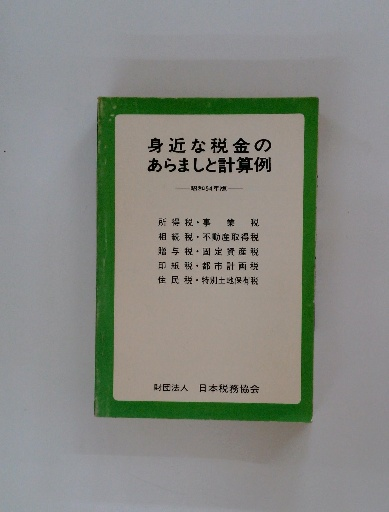 身近な税金の
あらましと計算例
昭和54年版
所得税・事業税
相続税・不動産取得税
贈与税・固定資産税
印紙税・都市計画税
住民税・特別土地保有税
財団法人 日本税務協会